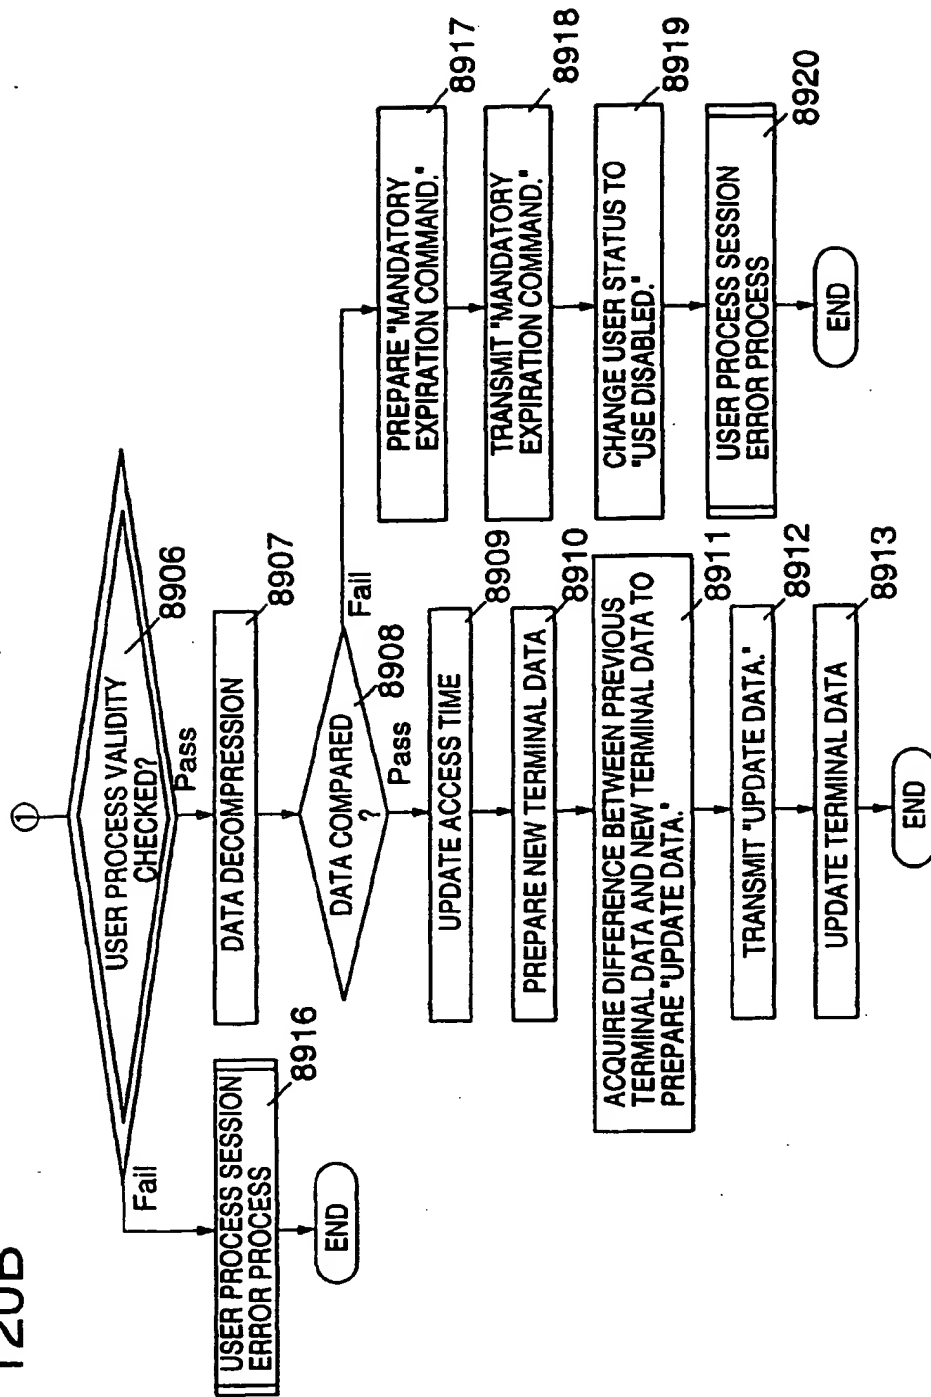 120B
1
USER PROCESS VALIDITY
CHECKED?
8906
Fail
Pass
USER PROCESS SESSION
ERROR PROCESS
8916
END
DATA DECOMPRESSION
8907
DATA COMPARED
?
8908
Fail
Pass
UPDATE ACCESS TIME
8909
PREPARE NEW TERMINAL DATA
8910
ACQUIRE DIFFERENCE BETWEEN PREVIOUS
TERMINAL DATA AND NEW TERMINAL DATA TO
PREPARE "UPDATE DATA."
8911
TRANSMIT "UPDATE DATA."
8912
UPDATE TERMINAL DATA
8913
END
PREPARE "MANDATORY
EXPIRATION COMMAND."
8917
TRANSMIT "MANDATORY
EXPIRATION COMMAND."
8918
CHANGE USER STATUS TO
"USE DISABLED."
8919
USER PROCESS SESSION
ERROR PROCESS
8920
END